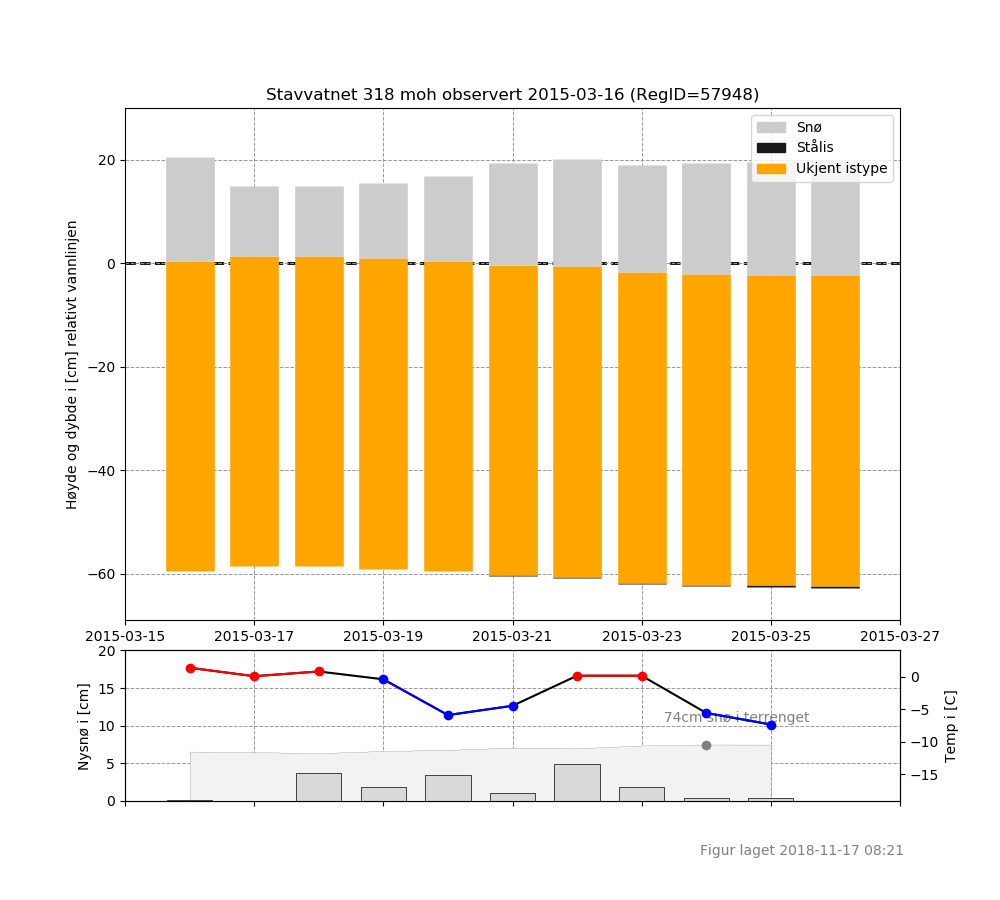 Stavvatnet 318 moh observert 2015-03-16 (RegID=57948)
Snø
Stålis
Ukjent istype
Høyde og dybde i [cm] relativt vannlinjen
20
0
−20
−40
−60
2015-03-15 2015-03-17 2015-03-19 2015-03-21 2015-03-23 2015-03-25 2015-03-27
Nysnø i [cm]
20
15
10
5
0
74cm snø i terrenget
0
−5
−10
−15
Temp i [C]
Figur laget 2018-11-17 08:21